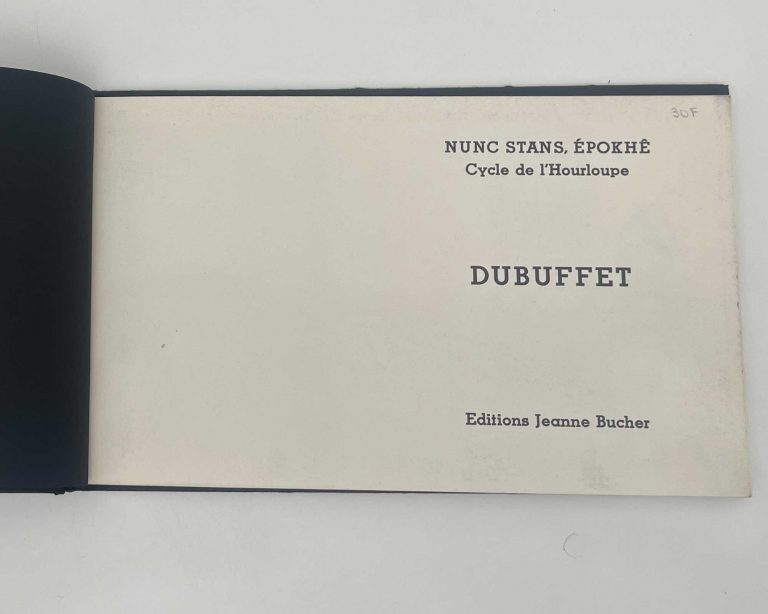 30F
NUNC STANS, ÉPOKHÊ
Cycle de l'Hourloupe
DUBUFFET
Editions Jeanne Bucher